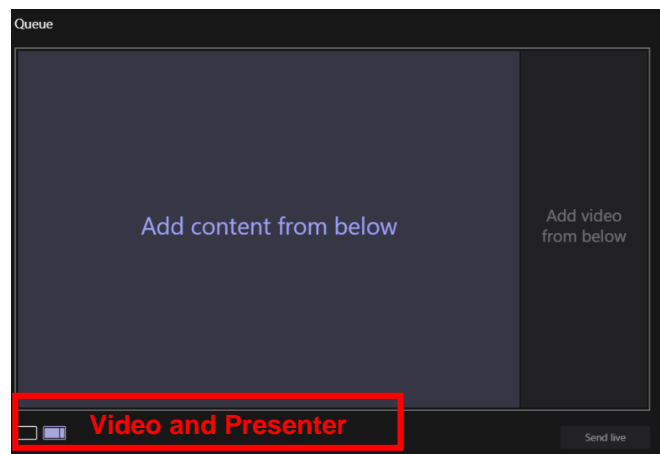 Queue
Add content from below
Add video
from below
Video and Presenter
Send live